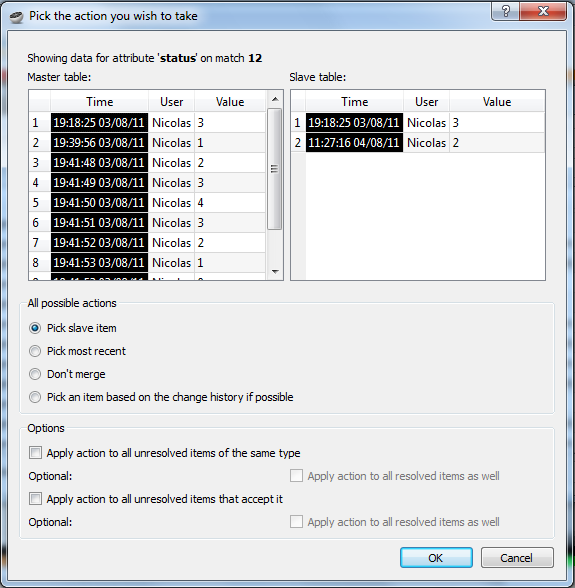 Pick the action you wish to take
Showing data for attribute 'status' on match 12
Master table:
Time User Value
1 19:18:25 03/08/11 Nicolas 3
2 19:39:56 03/08/11 Nicolas 1
3 19:41:48 03/08/11 Nicolas 2
4 19:41:49 03/08/11 Nicolas 3
5 19:41:50 03/08/11 Nicolas 4
6 19:41:51 03/08/11 Nicolas 3
7 19:41:52 03/08/11 Nicolas 2
8 19:41:53 03/08/11 Nicolas 1
Slave table:
Time User Value
1 19:18:25 03/08/11 Nicolas 3
2 11:27:16 04/08/11 Nicolas 2
All possible actions
Pick slave item
Pick most recent
Don't merge
Pick an item based on the change history if possible
Options
Apply action to all unresolved items of the same type
Optional: Apply action to all resolved items as well
Apply action to all unresolved items that accept it
Optional: Apply action to all resolved items as well
OK Cancel